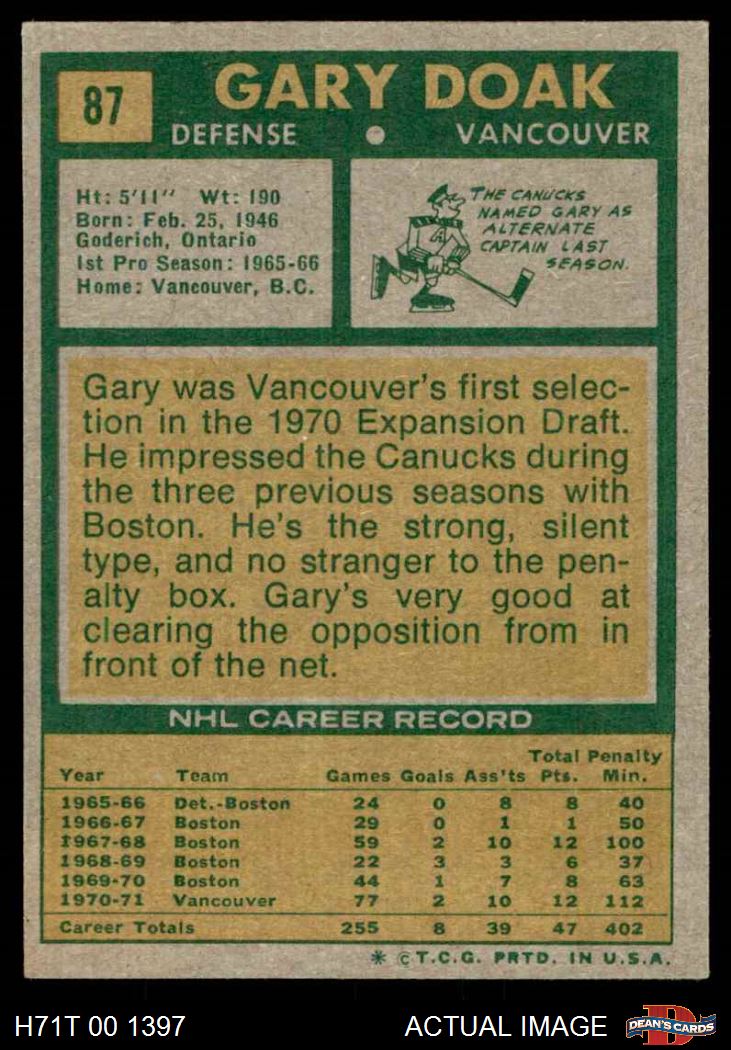 87
GARY DOAK
DEFENSE • VANCOUVER
Ht: 5'11" Wt: 190
Born: Feb. 25, 1946
Goderich, Ontario
1st Pro Season: 1965-66
Home: Vancouver, B.C.
THE CANUCKS
NAMED GARY AS
ALTERNATE
CAPTAIN LAST
SEASON.
A
Gary was Vancouver's first selec-
tion in the 1970 Expansion Draft.
He impressed the Canucks during
the three previous seasons with
Boston. He's the strong, silent
type, and no stranger to the pen-
alty box. Gary's very good at
clearing the opposition from in
front of the net.
NHL CAREER RECORD
Total Penalty
Year Team Games Goals Ass'ts Pts. Min.
1965-66 Det.-Boston 24 0 8 8 40
1966-67 Boston 29 0 1 1 50
1967-68 Boston 59 2 10 12 100
1968-69 Boston 22 3 3 6 37
1969-70 Boston 44 1 7 8 63
1970-71 Vancouver 77 2 10 12 112
Career Totals 255 8 39 47 402
* © T.C.G. PRTD. IN U.S.A.
H71T 00 1397
ACTUAL IMAGE
D
DEAN'S CARDS